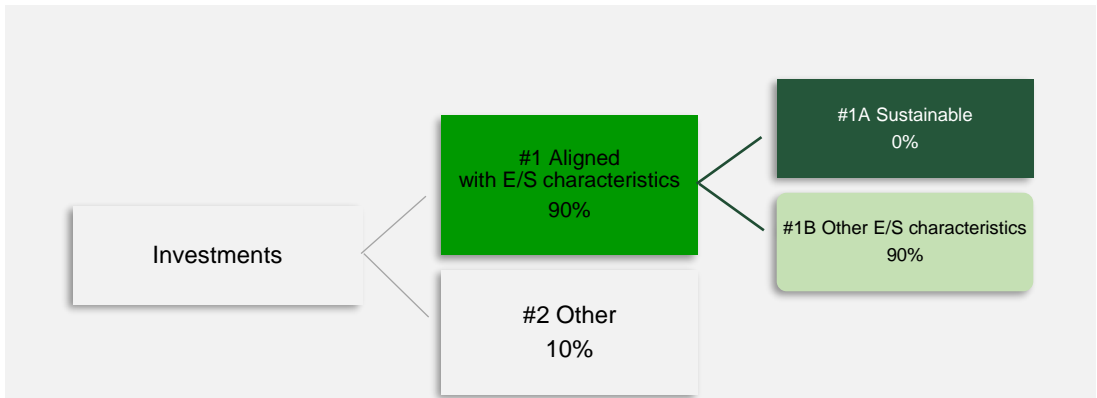 Investments
#1 Aligned
with E/S characteristics
90%
#2 Other
10%
#1A Sustainable
0%
#1B Other E/S characteristics
90%